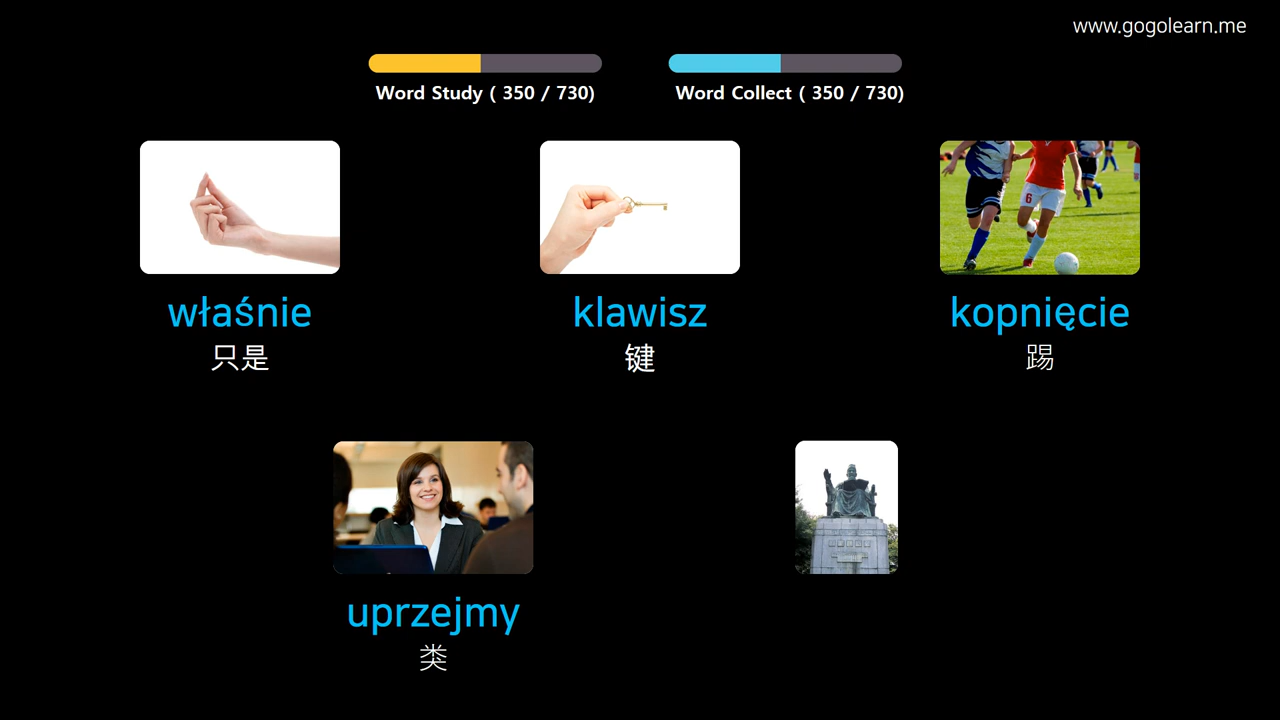 www.gogolearn.me
Word Study ( 350 / 730)
Word Collect ( 350 / 730)
właśnie
只是
klawisz
键
kopnięcie
踢
uprzejmy
类